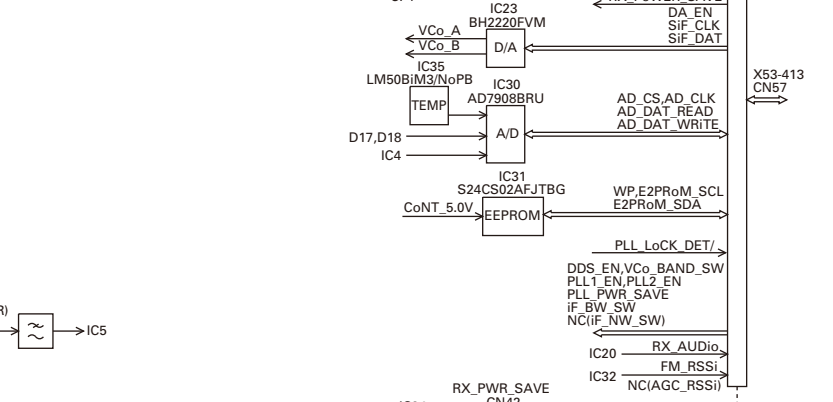 IC23
BH2220FVM
D/A
VCo_A
VCo_B
DA_EN
SiF_CLK
SiF_DAT
IC35
LM50BiM3/NoPB
TEMP
IC30
AD7908BRU
A/D
D17,D18
IC4
AD_CS,AD_CLK
AD_DAT_READ
AD_DAT_WRiTE
X53-413
CN57
IC31
S24CS02AFJTBG
CoNT_5.0V
EEPROM
WP,E2PRoM_SCL
E2PRoM_SDA
PLL_LoCK_DET/
DDS_EN,VCo_BAND_SW
PLL1_EN,PLL2_EN
PLL_PWR_SAVE
iF_BW_SW
NC(iF_NW_SW)
IC5
IC20
RX_AUDio
IC32
FM_RSSi
NC(AGC_RSSi)
RX_PWR_SAVE